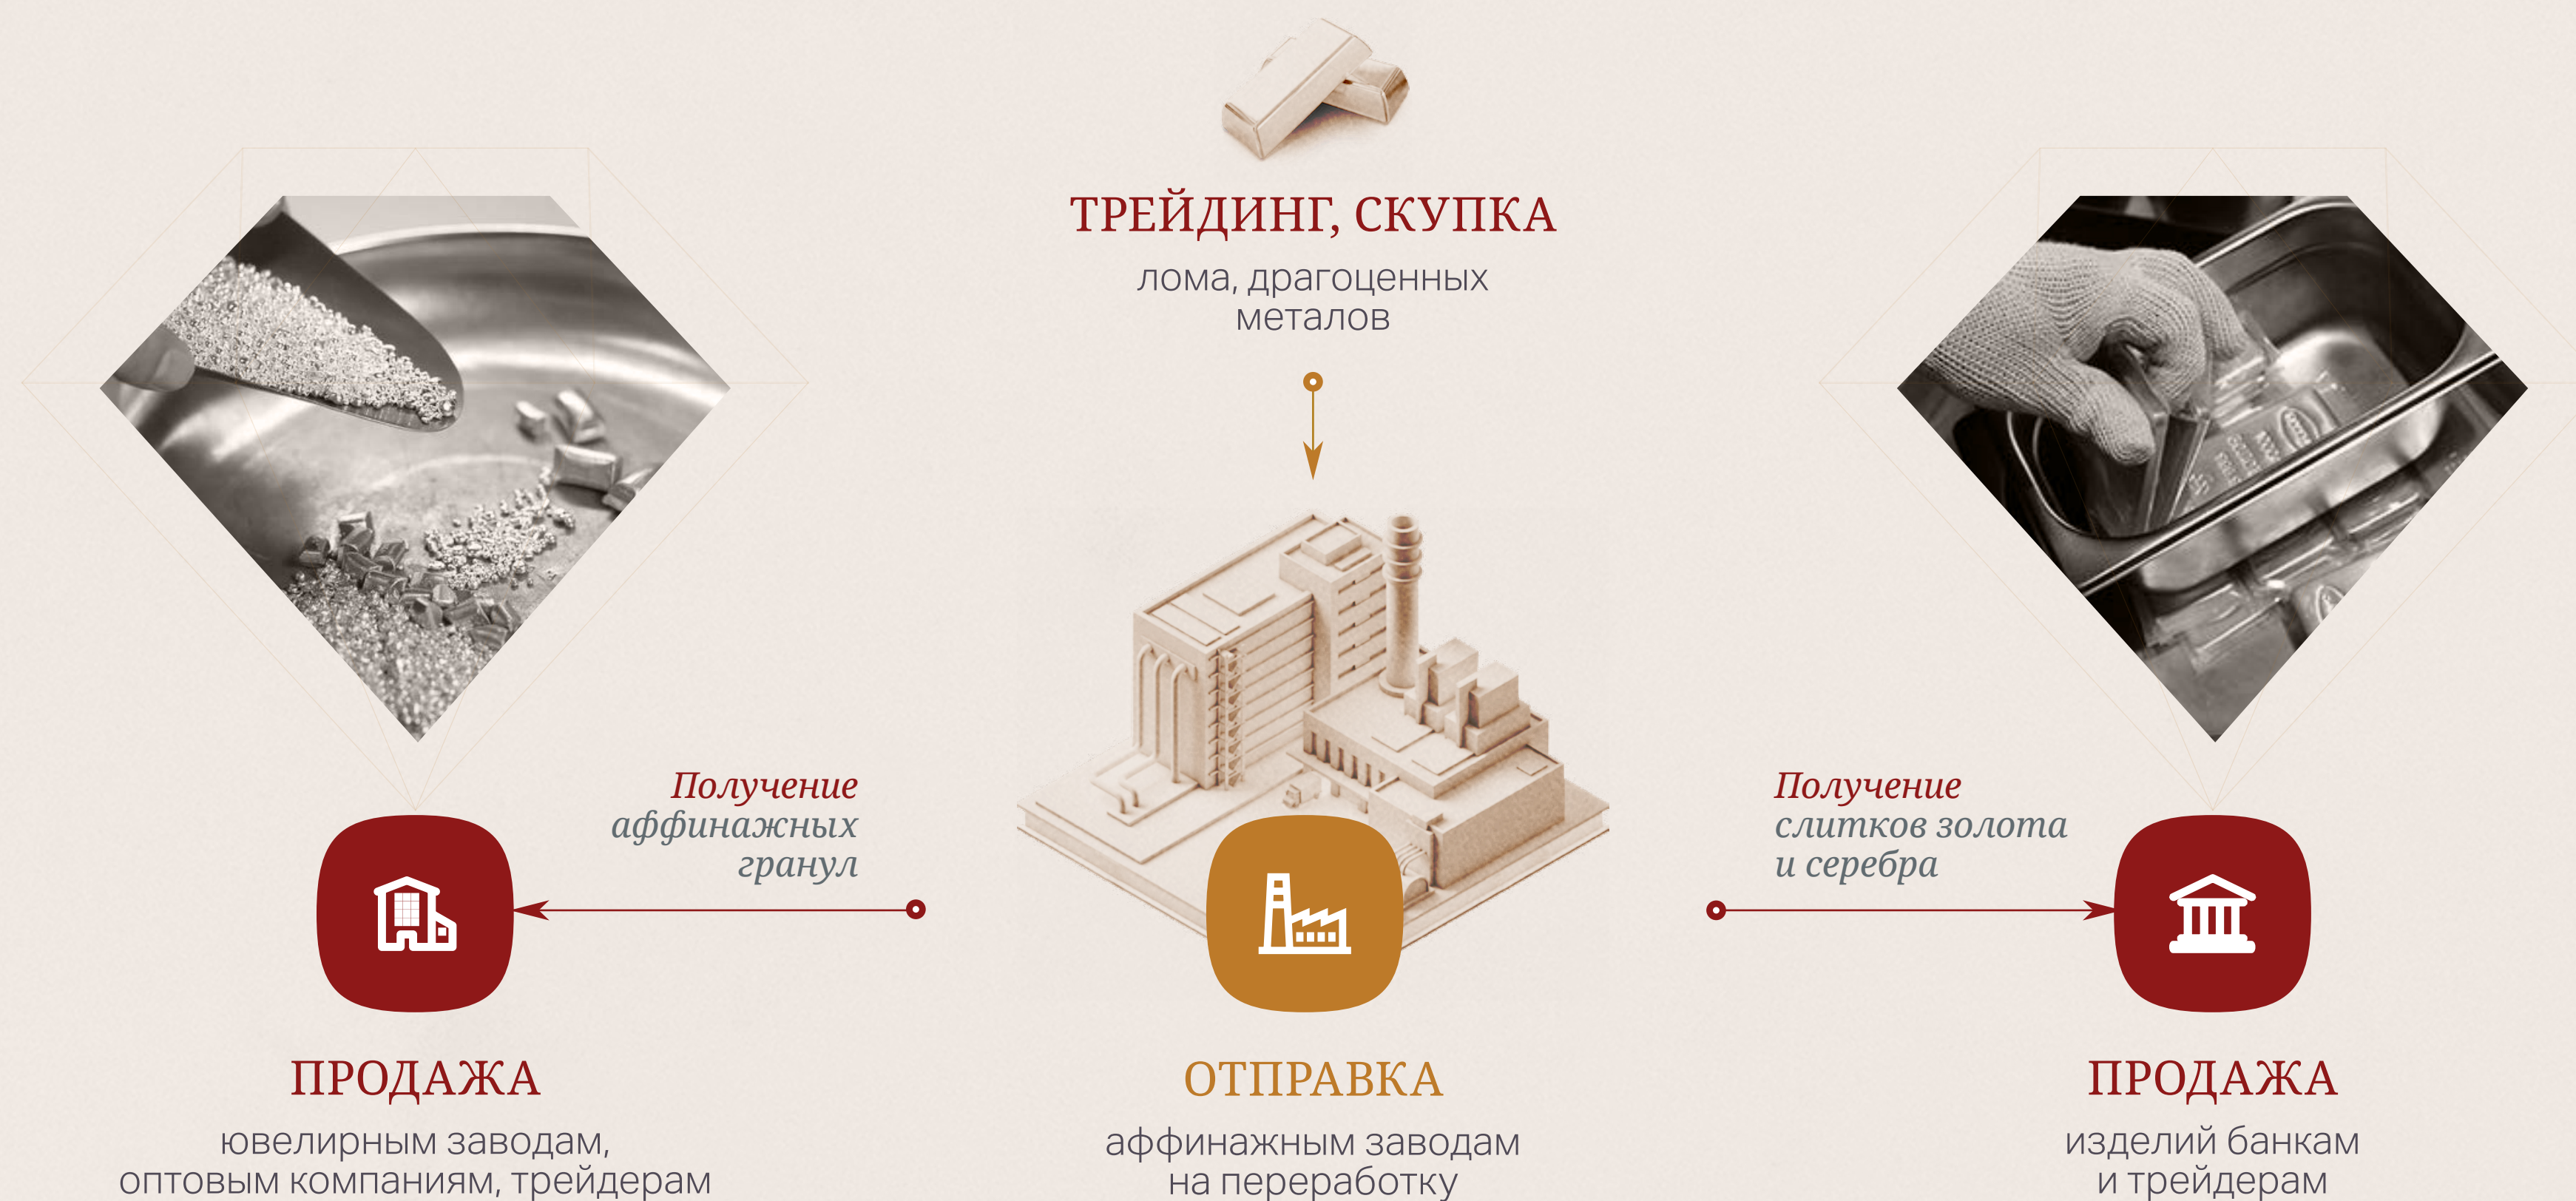 ТРЕЙДИНГ, СКУПКА
лома, драгоценных
металов
Получение
аффинажных
гранул
Получение
слитков золота
и серебра
ПРОДАЖА
ювелирным заводам,
оптовым компаниям, трейдерам
ОТПРАВКА
аффинажным заводам
на переработку
ПРОДАЖА
изделий банкам
и трейдерам